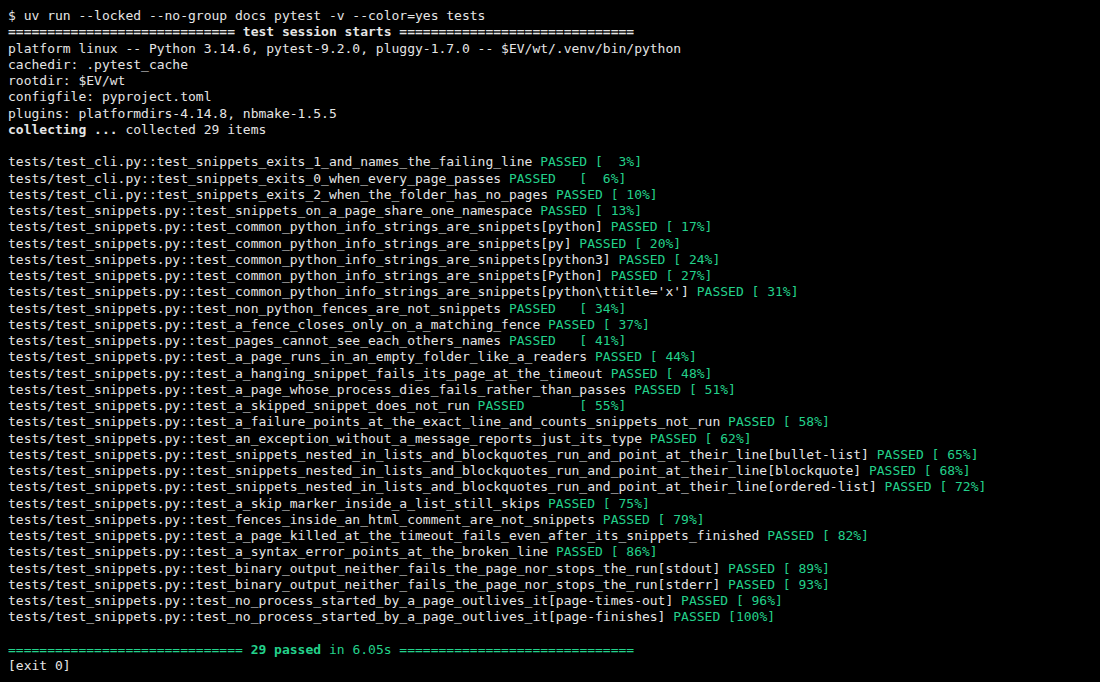 $ uv run --locked --no-group docs pytest -v --color=yes tests
============================= test session starts ==============================
platform linux -- Python 3.14.6, pytest-9.2.0, pluggy-1.7.0 -- $EV/wt/.venv/bin/python
cachedir: .pytest_cache
rootdir: $EV/wt
configfile: pyproject.toml
plugins: platformdirs-4.14.8, nbmake-1.5.5
collecting ... collected 29 items

tests/test_cli.py::test_snippets_exits_1_and_names_the_failing_line PASSED [  3%]
tests/test_cli.py::test_snippets_exits_0_when_every_page_passes PASSED   [  6%]
tests/test_cli.py::test_snippets_exits_2_when_the_folder_has_no_pages PASSED [ 10%]
tests/test_snippets.py::test_snippets_on_a_page_share_one_namespace PASSED [ 13%]
tests/test_snippets.py::test_common_python_info_strings_are_snippets[python] PASSED [ 17%]
tests/test_snippets.py::test_common_python_info_strings_are_snippets[py] PASSED [ 20%]
tests/test_snippets.py::test_common_python_info_strings_are_snippets[python3] PASSED [ 24%]
tests/test_snippets.py::test_common_python_info_strings_are_snippets[Python] PASSED [ 27%]
tests/test_snippets.py::test_common_python_info_strings_are_snippets[python\ttitle='x'] PASSED [ 31%]
tests/test_snippets.py::test_non_python_fences_are_not_snippets PASSED   [ 34%]
tests/test_snippets.py::test_a_fence_closes_only_on_a_matching_fence PASSED [ 37%]
tests/test_snippets.py::test_pages_cannot_see_each_others_names PASSED   [ 41%]
tests/test_snippets.py::test_a_page_runs_in_an_empty_folder_like_a_readers PASSED [ 44%]
tests/test_snippets.py::test_a_hanging_snippet_fails_its_page_at_the_timeout PASSED [ 48%]
tests/test_snippets.py::test_a_page_whose_process_dies_fails_rather_than_passes PASSED [ 51%]
tests/test_snippets.py::test_a_skipped_snippet_does_not_run PASSED       [ 55%]
tests/test_snippets.py::test_a_failure_points_at_the_exact_line_and_counts_snippets_not_run PASSED [ 58%]
tests/test_snippets.py::test_an_exception_without_a_message_reports_just_its_type PASSED [ 62%]
tests/test_snippets.py::test_snippets_nested_in_lists_and_blockquotes_run_and_point_at_their_line[bullet-list] PASSED [ 65%]
tests/test_snippets.py::test_snippets_nested_in_lists_and_blockquotes_run_and_point_at_their_line[blockquote] PASSED [ 68%]
tests/test_snippets.py::test_snippets_nested_in_lists_and_blockquotes_run_and_point_at_their_line[ordered-list] PASSED [ 72%]
tests/test_snippets.py::test_a_skip_marker_inside_a_list_still_skips PASSED [ 75%]
tests/test_snippets.py::test_fences_inside_an_html_comment_are_not_snippets PASSED [ 79%]
tests/test_snippets.py::test_a_page_killed_at_the_timeout_fails_even_after_its_snippets_finished PASSED [ 82%]
tests/test_snippets.py::test_a_syntax_error_points_at_the_broken_line PASSED [ 86%]
tests/test_snippets.py::test_binary_output_neither_fails_the_page_nor_stops_the_run[stdout] PASSED [ 89%]
tests/test_snippets.py::test_binary_output_neither_fails_the_page_nor_stops_the_run[stderr] PASSED [ 93%]
tests/test_snippets.py::test_no_process_started_by_a_page_outlives_it[page-times-out] PASSED [ 96%]
tests/test_snippets.py::test_no_process_started_by_a_page_outlives_it[page-finishes] PASSED [100%]

============================== 29 passed in 6.05s ==============================
[exit 0]